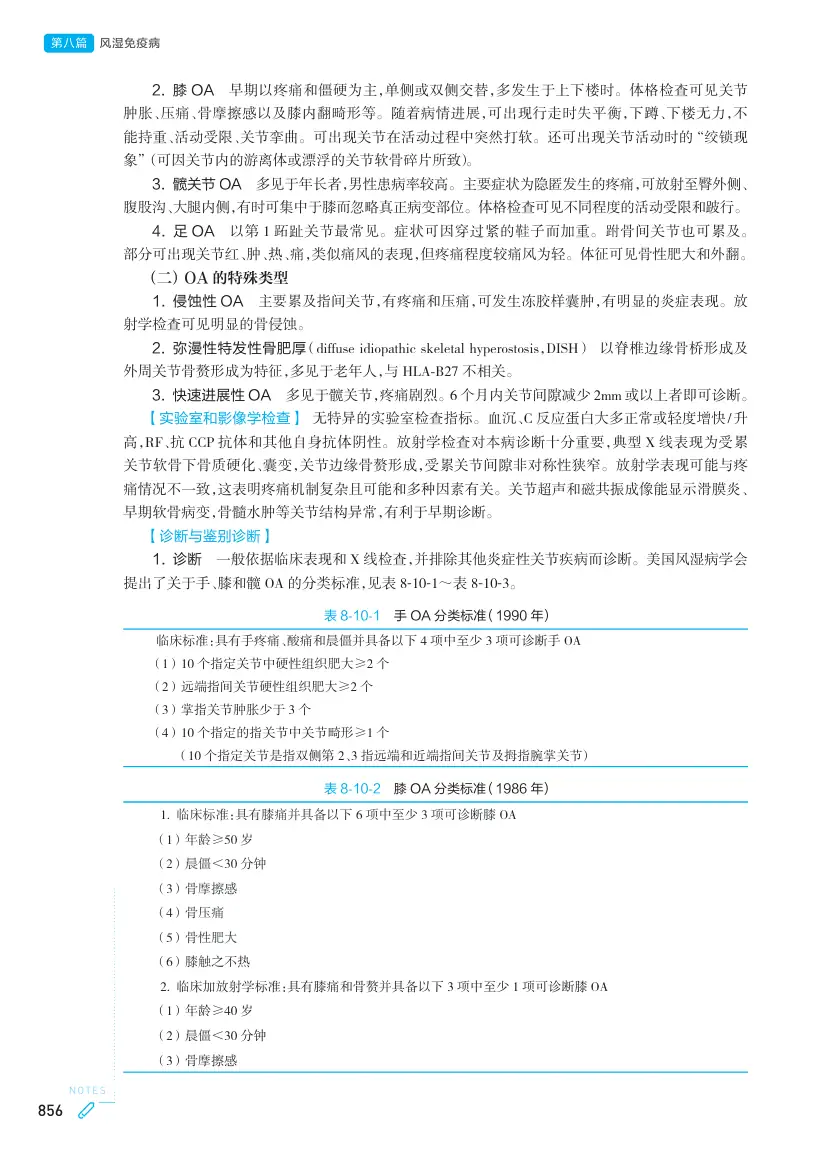 第八篇 风湿免疫病
2. 膝 OA 早期以疼痛和僵硬为主,单侧或双侧交替,多发生于上下楼时。体格检查可见关节
肿胀、压痛、骨摩擦感以及膝内翻畸形等。随着病情进展,可出现行走时失平衡,下蹲、下楼无力,不
能持重、活动受限、关节挛曲。可出现关节在活动过程中突然打软。还可出现关节活动时的 “绞锁现
象”(可因关节内的游离体或漂浮的关节软骨碎片所致)。
3. 髋关节 OA 多见于年长者,男性患病率较高。主要症状为隐匿发生的疼痛,可放射至臀外侧、
腹股沟、大腿内侧,有时可集中于膝而忽略真正病变部位。体格检查可见不同程度的活动受限和跛行。
4. 足 OA 以第 1 跖趾关节最常见。症状可因穿过紧的鞋子而加重。跗骨间关节也可累及。
部分可出现关节红、肿、热、痛,类似痛风的表现,但疼痛程度较痛风为轻。体征可见骨性肥大和外翻。
(二) OA 的特殊类型
1. 侵蚀性 OA 主要累及指间关节,有疼痛和压痛,可发生冻胶样囊肿,有明显的炎症表现。放
射学检查可见明显的骨侵蚀。
2. 弥漫性特发性骨肥厚(diffuse idiopathic skeletal hyperostosis,DISH) 以脊椎边缘骨桥形成及
外周关节骨赘形成为特征,多见于老年人,与 HLA-B27 不相关。
3. 快速进展性 OA 多见于髋关节,疼痛剧烈。6 个月内关节间隙减少 2mm 或以上者即可诊断。
【实验室和影像学检查】 无特异的实验室检查指标。血沉、C 反应蛋白大多正常或轻度增快/升
高,RF、抗 CCP 抗体和其他自身抗体阴性。放射学检查对本病诊断十分重要,典型 X 线表现为受累
关节软骨下骨质硬化、囊变,关节边缘骨赘形成,受累关节间隙非对称性狭窄。放射学表现可能与疼
痛情况不一致,这表明疼痛机制复杂且可能和多种因素有关。关节超声和磁共振成像能显示滑膜炎、
早期软骨病变,骨髓水肿等关节结构异常,有利于早期诊断。
【诊断与鉴别诊断】
1. 诊断 一般依据临床表现和 X 线检查,并排除其他炎症性关节疾病而诊断。美国风湿病学会
提出了关于手、膝和髋 OA 的分类标准,见表 8-10-1～表 8-10-3。
表 8-10-1 手 OA 分类标准(1990 年)
临床标准:具有手疼痛、酸痛和晨僵并具备以下 4 项中至少 3 项可诊断手 OA
(1)10 个指定关节中硬性组织肥大≥2 个
(2)远端指间关节硬性组织肥大≥2 个
(3)掌指关节肿胀少于 3 个
(4)10 个指定的指关节中关节畸形≥1 个
(10 个指定关节是指双侧第 2、3 指远端和近端指间关节及拇指腕掌关节)
表 8-10-2 膝 OA 分类标准(1986 年)
1. 临床标准:具有膝痛并具备以下 6 项中至少 3 项可诊断膝 OA
(1)年龄≥50 岁
(2)晨僵＜30 分钟
(3)骨摩擦感
(4)骨压痛
(5)骨性肥大
(6)膝触之不热
2. 临床加放射学标准:具有膝痛和骨赘并具备以下 3 项中至少 1 项可诊断膝 OA
(1)年龄≥40 岁
(2)晨僵＜30 分钟
(3)骨摩擦感
NOTES
856